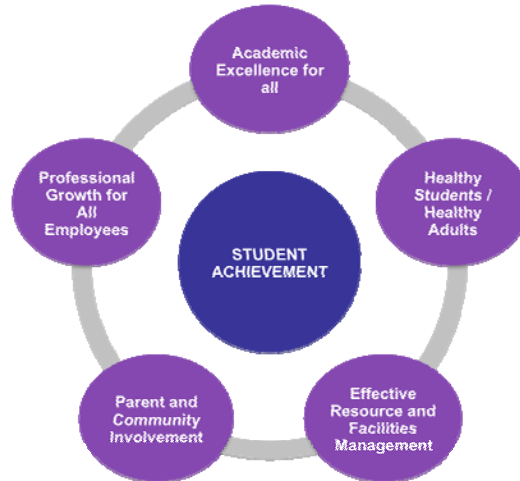 Academic
Excellence for
all
Professional
Growth for
All
Employees
Healthy
Students /
Healthy
Adults
STUDENT
ACHIEVEMENT
Parent and
Community
Involvement
Effective
Resource and
Facilities
Management